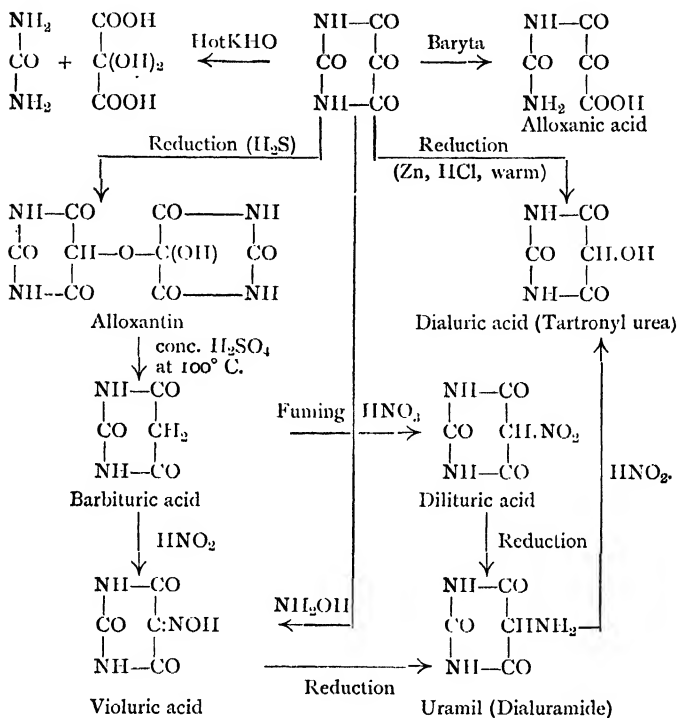 NH₂ COOH NH—CO NH—CO
HotKHO Baryta
CO + C(OH)₂ CO CO CO CO
NH₂ COOH NH—CO NH₂ COOH
Alloxanic acid
Reduction (H₂S) Reduction
(Zn, HCl, warm)
NH—CO CO——NH NH—CO
CO CH—O—C(OH) CO CO CH.OH
NH--CO CO——NH NH—CO
Alloxantin Dialuric acid (Tartronyl urea)
conc. H₂SO₄
at 100° C.
NH—CO NH—CO
Fuming HNO₃
CO CH₂ CO CH.NO₂
HNO₂.
NH—CO NH—CO
Barbituric acid Dilituric acid
HNO₂ Reduction
NH—CO NH—CO
NH₂OH
CO C:NOH CO CHNH₂—
NH—CO NH—CO
Reduction
Violuric acid Uramil (Dialuramide)